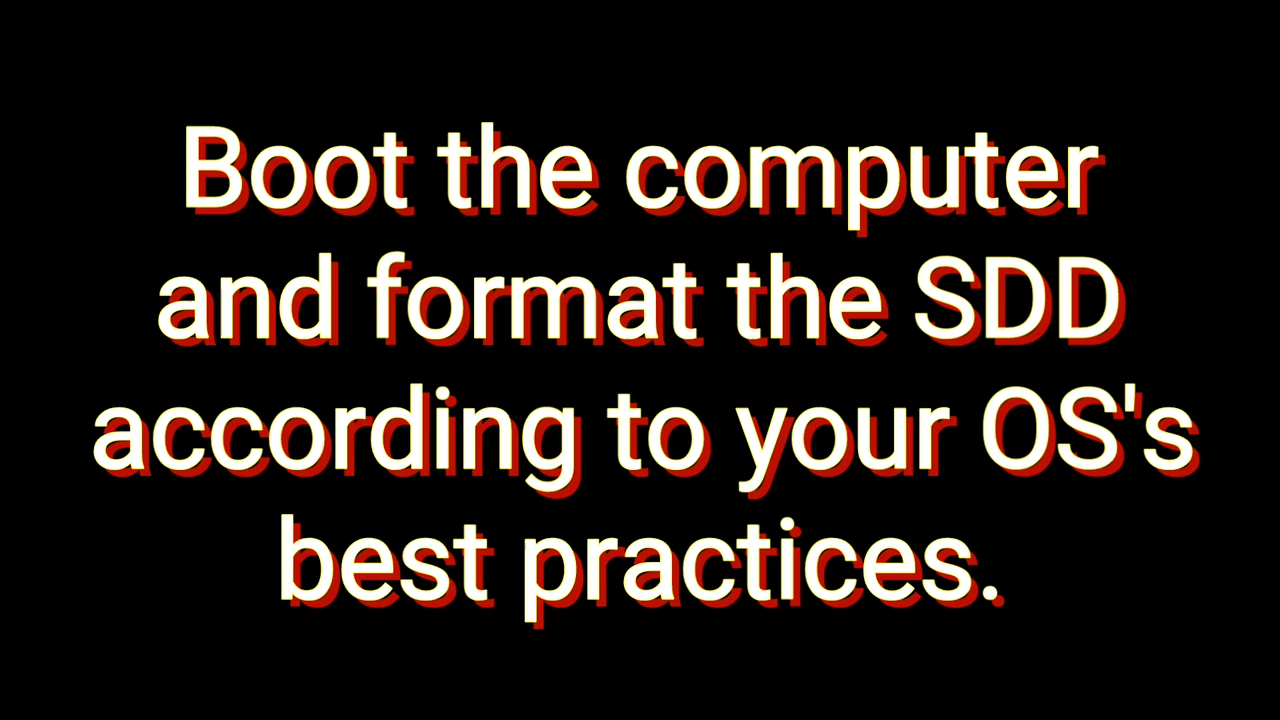 Boot the computer
and format the SDD
according to your OS's
best practices.